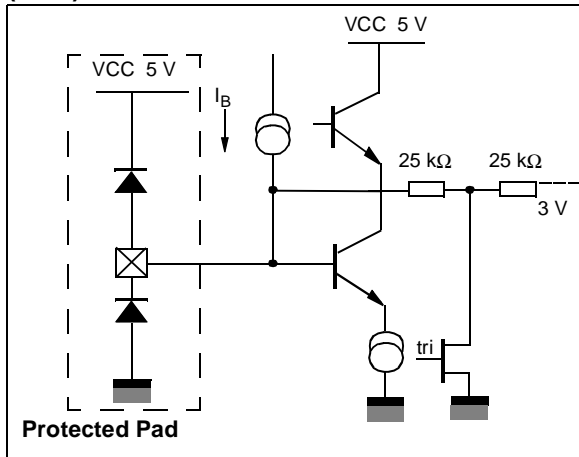 VCC 5 V
VCC 5 V
I_B
25 kΩ 25 kΩ
3 V
tri
Protected Pad